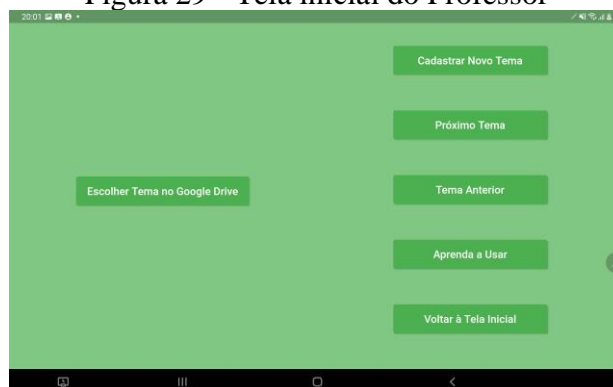 Figura 29 - Tela inicial do Professor
20:01
Cadastrar Novo Tema
Próximo Tema
Escolher Tema no Google Drive
Tema Anterior
Aprenda a Usar
Voltar à Tela Inicial